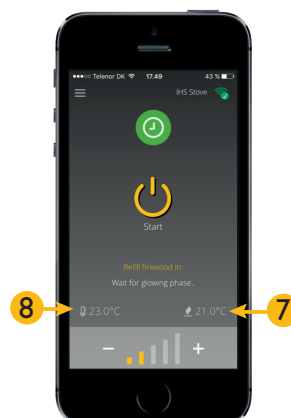 Telenor DK 17.49 43 %
IHS Stove
Start
Refill firewood in:
Wait for glowing phase..
8 23.0°C 21.0°C 7
− +